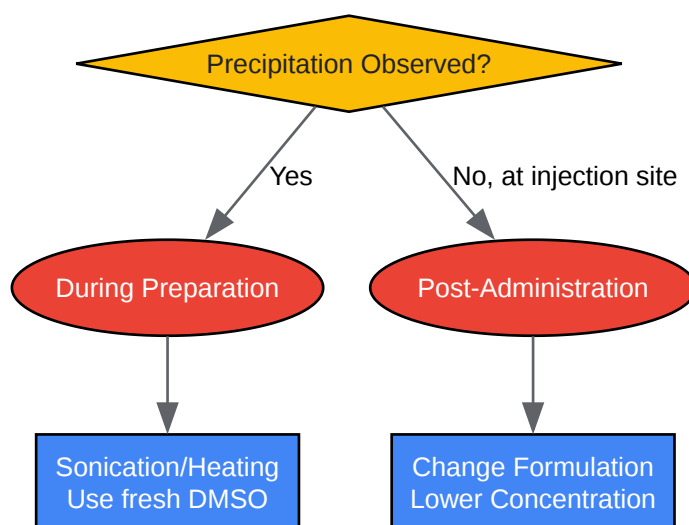 Precipitation Observed?
Yes
No, at injection site
During Preparation
Post-Administration
Sonication/Heating
Use fresh DMSO
Change Formulation
Lower Concentration